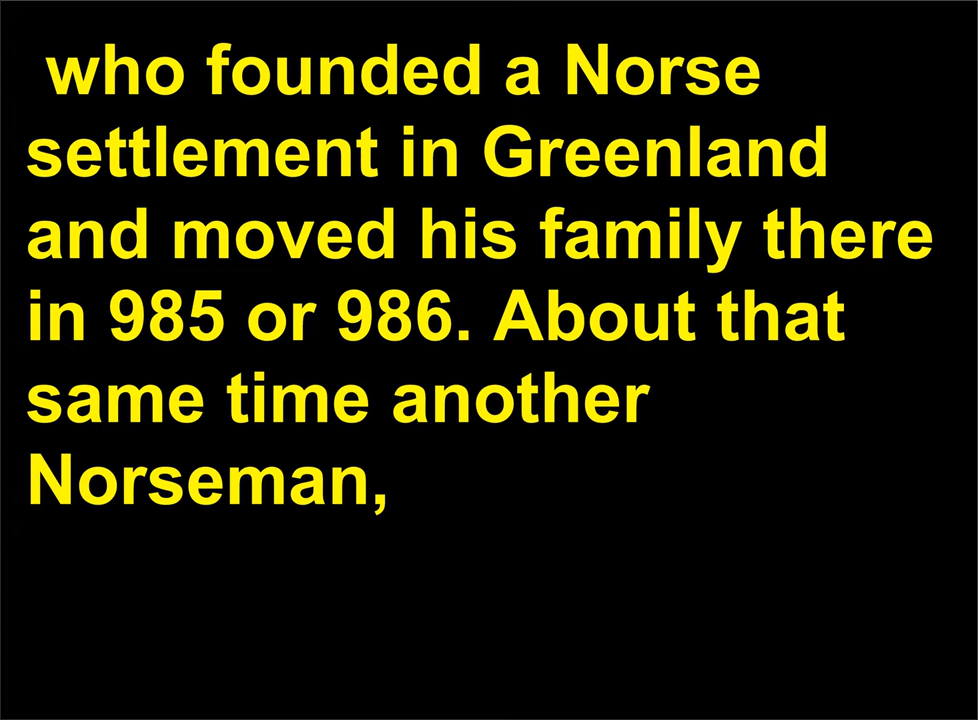 who founded a Norse
settlement in Greenland
and moved his family there
in 985 or 986. About that
same time another
Norseman,